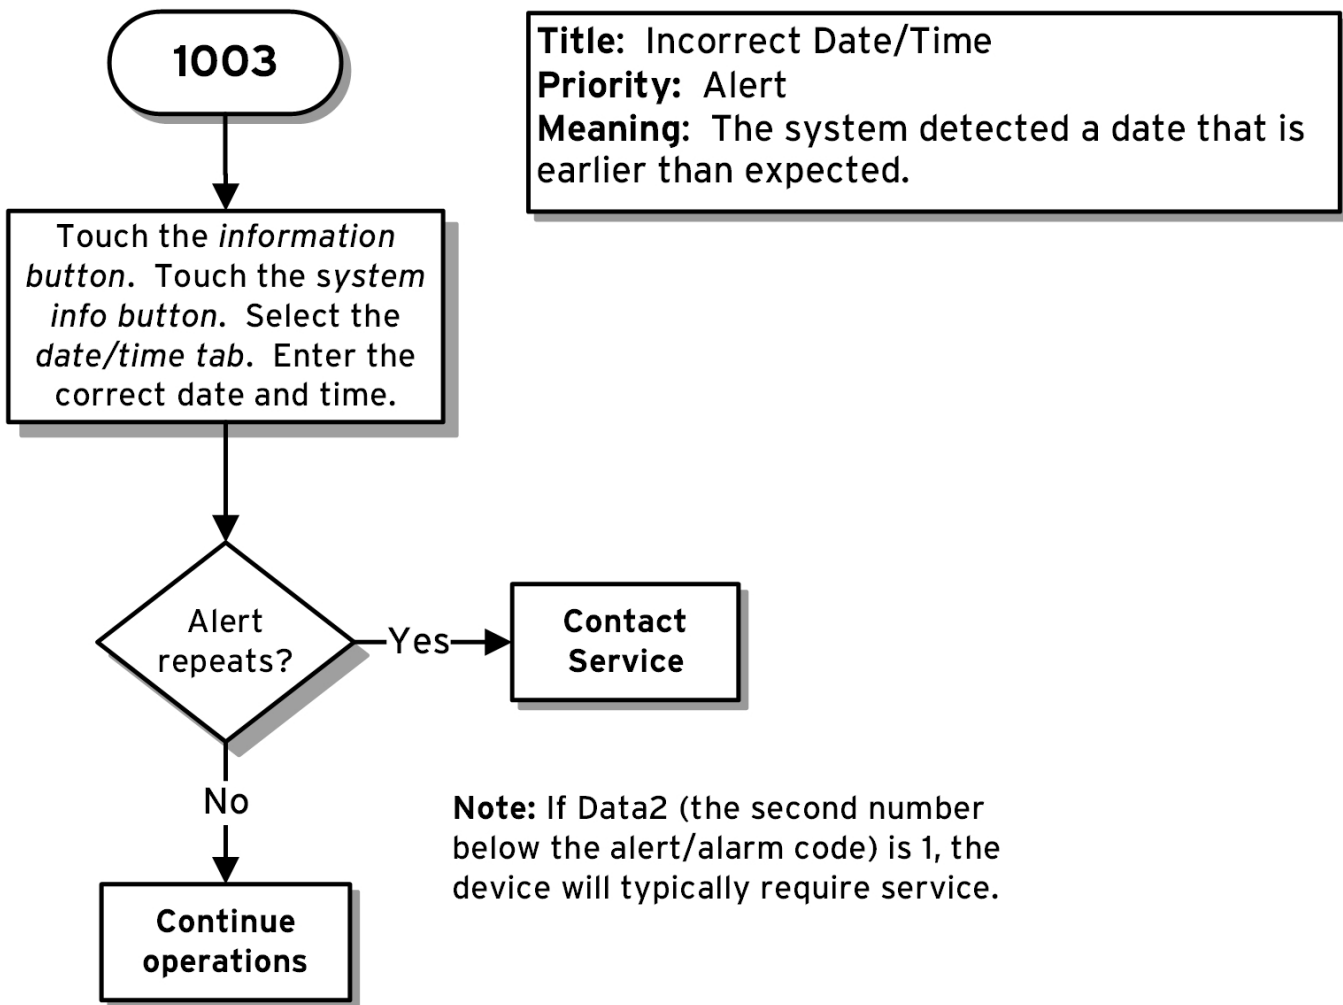 1003
Title: Incorrect Date/Time
Priority: Alert
Meaning: The system detected a date that is
earlier than expected.
Touch the information
button. Touch the system
info button. Select the
date/time tab. Enter the
correct date and time.
Alert
repeats?
Yes
Contact
Service
No
Note: If Data2 (the second number
below the alert/alarm code) is 1, the
device will typically require service.
Continue
operations